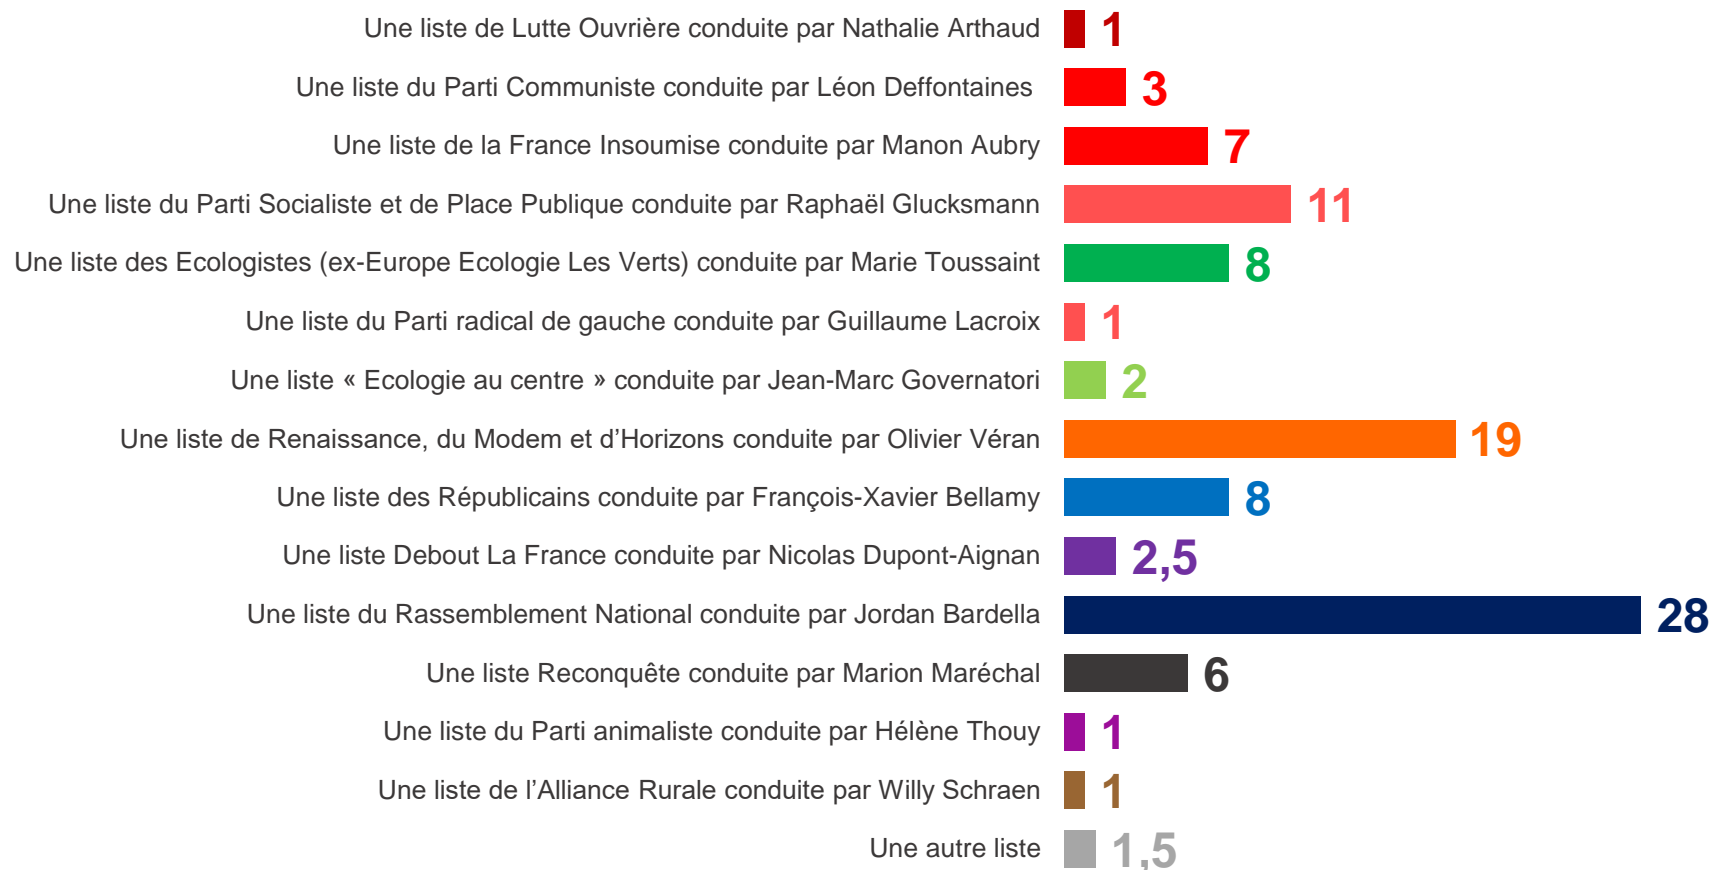 Une liste de Lutte Ouvrière conduite par Nathalie Arthaud 1
Une liste du Parti Communiste conduite par Léon Deffontaines 3
Une liste de la France Insoumise conduite par Manon Aubry 7
Une liste du Parti Socialiste et de Place Publique conduite par Raphaël Glucksmann 11
Une liste des Ecologistes (ex-Europe Ecologie Les Verts) conduite par Marie Toussaint 8
Une liste du Parti radical de gauche conduite par Guillaume Lacroix 1
Une liste « Ecologie au centre » conduite par Jean-Marc Governatori 2
Une liste de Renaissance, du Modem et d’Horizons conduite par Olivier Véran 19
Une liste des Républicains conduite par François-Xavier Bellamy 8
Une liste Debout La France conduite par Nicolas Dupont-Aignan 2,5
Une liste du Rassemblement National conduite par Jordan Bardella 28
Une liste Reconquête conduite par Marion Maréchal 6
Une liste du Parti animaliste conduite par Hélène Thouy 1
Une liste de l’Alliance Rurale conduite par Willy Schraen 1
Une autre liste 1,5